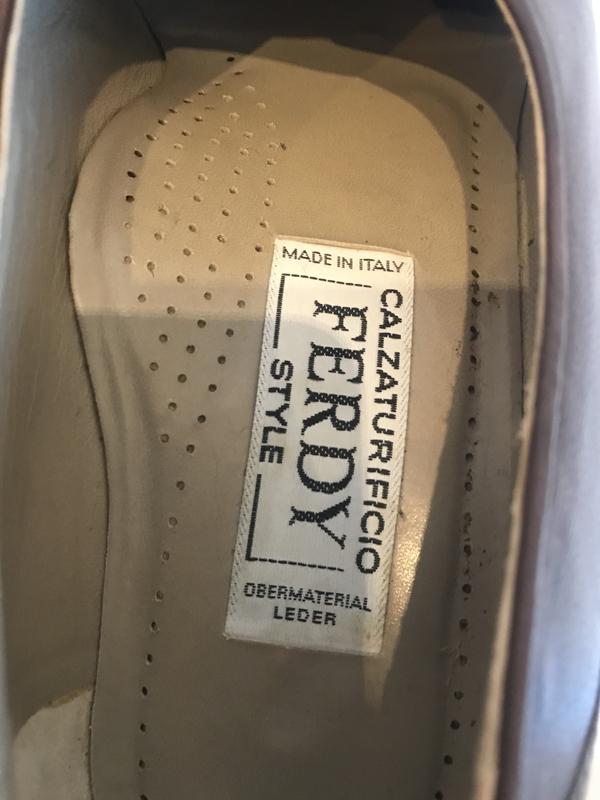 MADE IN ITALY
CALZATURIFICIO
FERDY
STYLE
OBERMATERIAL
LEDER